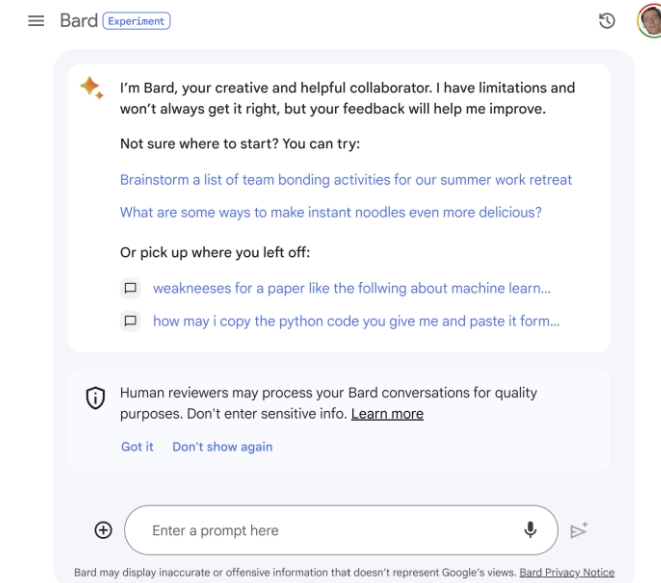 Bard Experiment
I'm Bard, your creative and helpful collaborator. I have limitations and
won't always get it right, but your feedback will help me improve.
Not sure where to start? You can try:
Brainstorm a list of team bonding activities for our summer work retreat
What are some ways to make instant noodles even more delicious?
Or pick up where you left off:
weakneeses for a paper like the follwing about machine learn...
how may i copy the python code you give me and paste it form...
Human reviewers may process your Bard conversations for quality
purposes. Don't enter sensitive info. Learn more
Got it Don't show again
Enter a prompt here
Bard may display inaccurate or offensive information that doesn't represent Google's views. Bard Privacy Notice